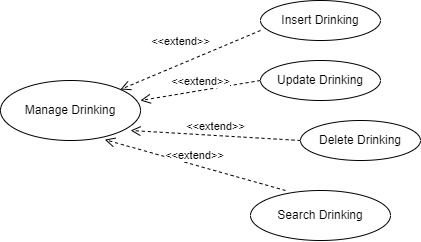 Insert Drinking
<<extend>>
Update Drinking
<<extend>>
Manage Drinking
<<extend>>
Delete Drinking
<<extend>>
Search Drinking